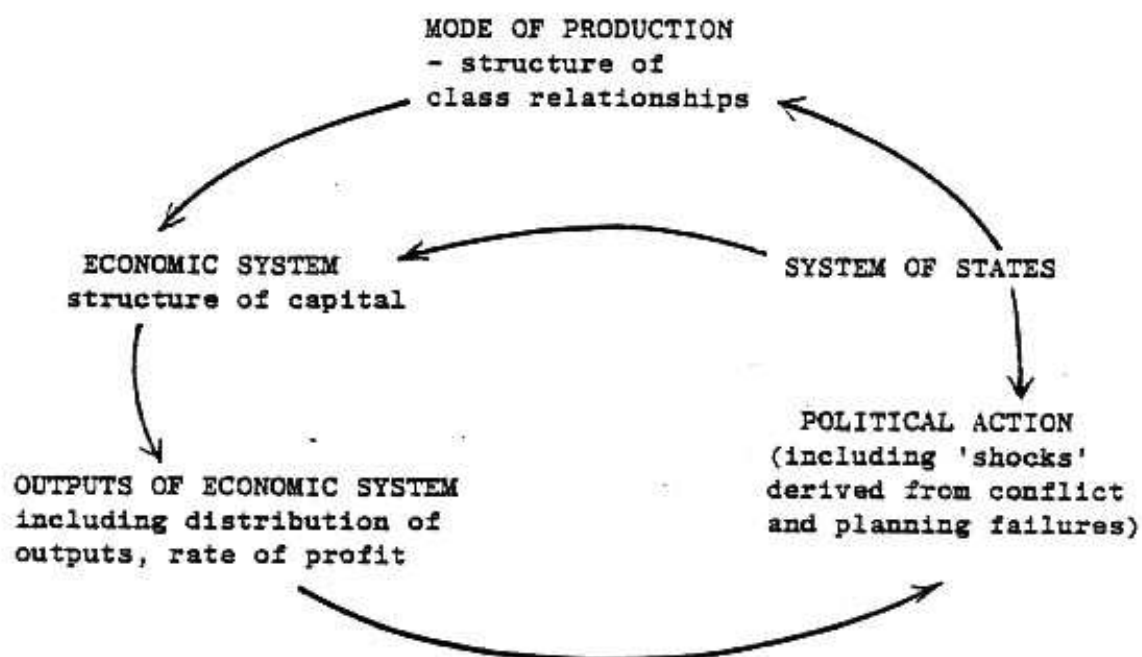 MODE OF PRODUCTION
- structure of
class relationships
ECONOMIC SYSTEM
structure of capital
SYSTEM OF STATES
POLITICAL ACTION
(including 'shocks'
derived from conflict
and planning failures)
OUTPUTS OF ECONOMIC SYSTEM
including distribution of
outputs, rate of profit